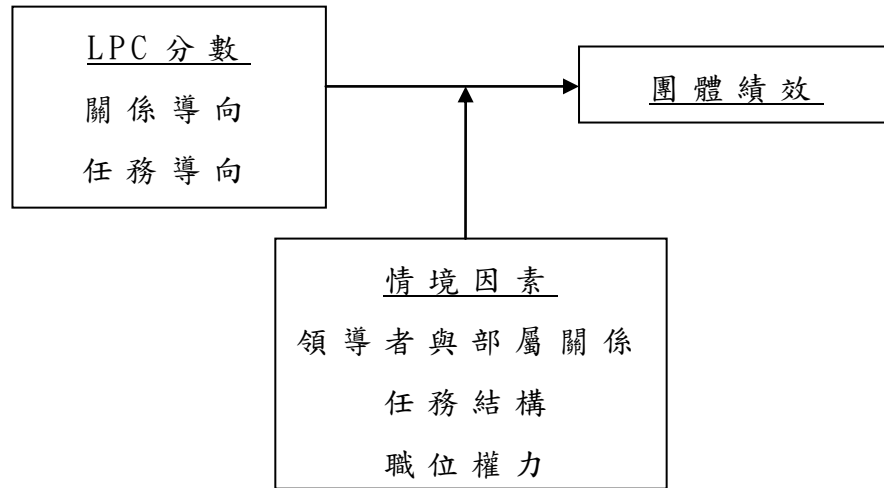 LPC 分數
關係導向
任務導向
團體績效
情境因素
領導者與部屬關係
任務結構
職位權力